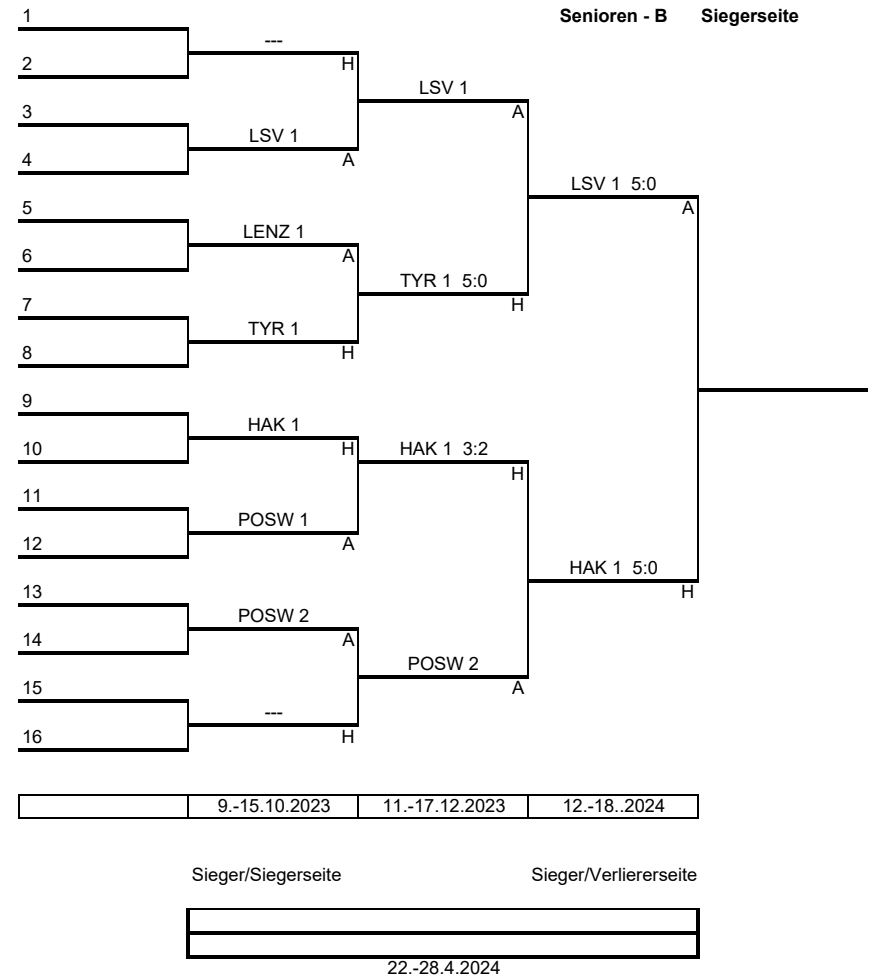 Senioren - B Siegerseite
1
---
2
H
LSV 1
3
A
LSV 1
4
A
LSV 1 5:0
5
A
LENZ 1
6
A
TYR 1 5:0
7
H
TYR 1
8
H
9
HAK 1
10
H
HAK 1 3:2
H
11
POSW 1
12
A
HAK 1 5:0
13
H
POSW 2
14
A
POSW 2
15
A
---
16
H
9.-15.10.2023 11.-17.12.2023 12.-18..2024
Sieger/Siegerseite Sieger/Verliererseite
22.-28.4.2024